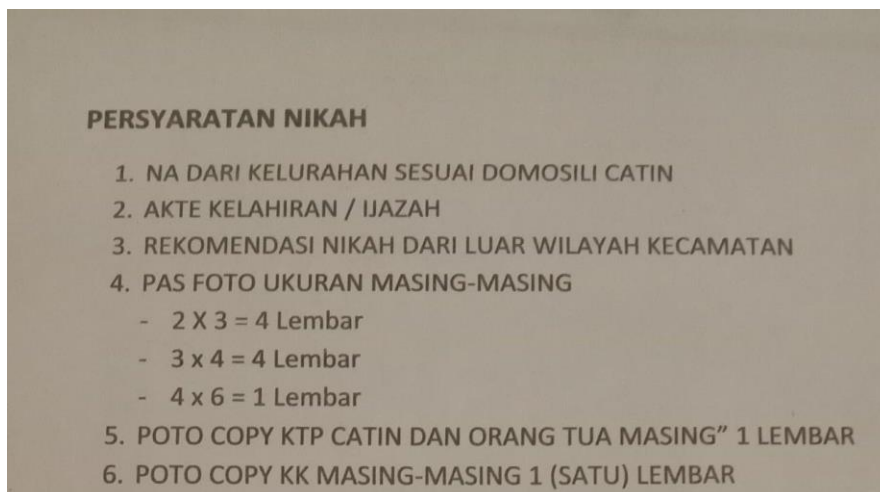 PERSYARATAN NIKAH
1. NA DARI KELURAHAN SESUAI DOMOSILI CATIN
2. AKTE KELAHIRAN / IJAZAH
3. REKOMENDASI NIKAH DARI LUAR WILAYAH KECAMATAN
4. PAS FOTO UKURAN MASING-MASING
- 2 X 3 = 4 Lembar
- 3 x 4 = 4 Lembar
- 4 x 6 = 1 Lembar
5. POTO COPY KTP CATIN DAN ORANG TUA MASING” 1 LEMBAR
6. POTO COPY KK MASING-MASING 1 (SATU) LEMBAR